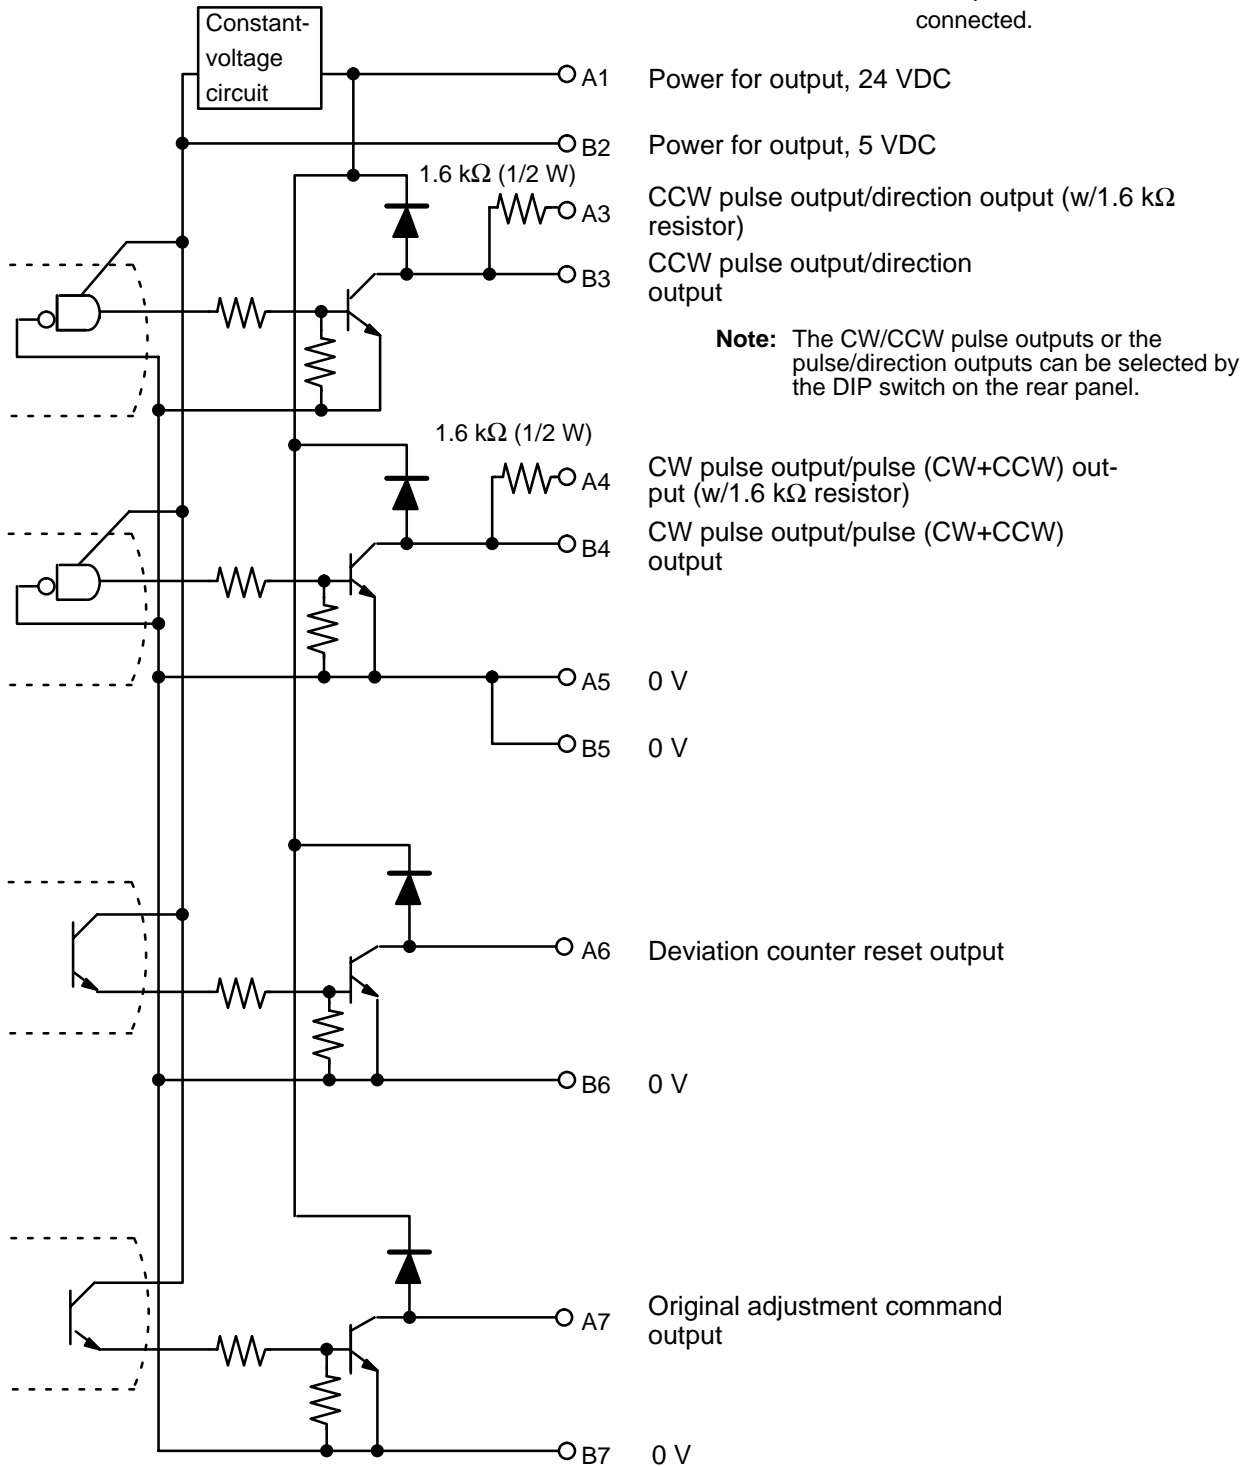 connected.
Constant-
voltage
circuit
A1 Power for output, 24 VDC
B2 Power for output, 5 VDC
1.6 kΩ (1/2 W)
A3 CCW pulse output/direction output (w/1.6 kΩ
resistor)
B3 CCW pulse output/direction
output
Note: The CW/CCW pulse outputs or the
pulse/direction outputs can be selected by
the DIP switch on the rear panel.
1.6 kΩ (1/2 W)
A4 CW pulse output/pulse (CW+CCW) out-
put (w/1.6 kΩ resistor)
B4 CW pulse output/pulse (CW+CCW)
output
A5 0 V
B5 0 V
A6 Deviation counter reset output
B6 0 V
A7 Original adjustment command
output
B7 0 V